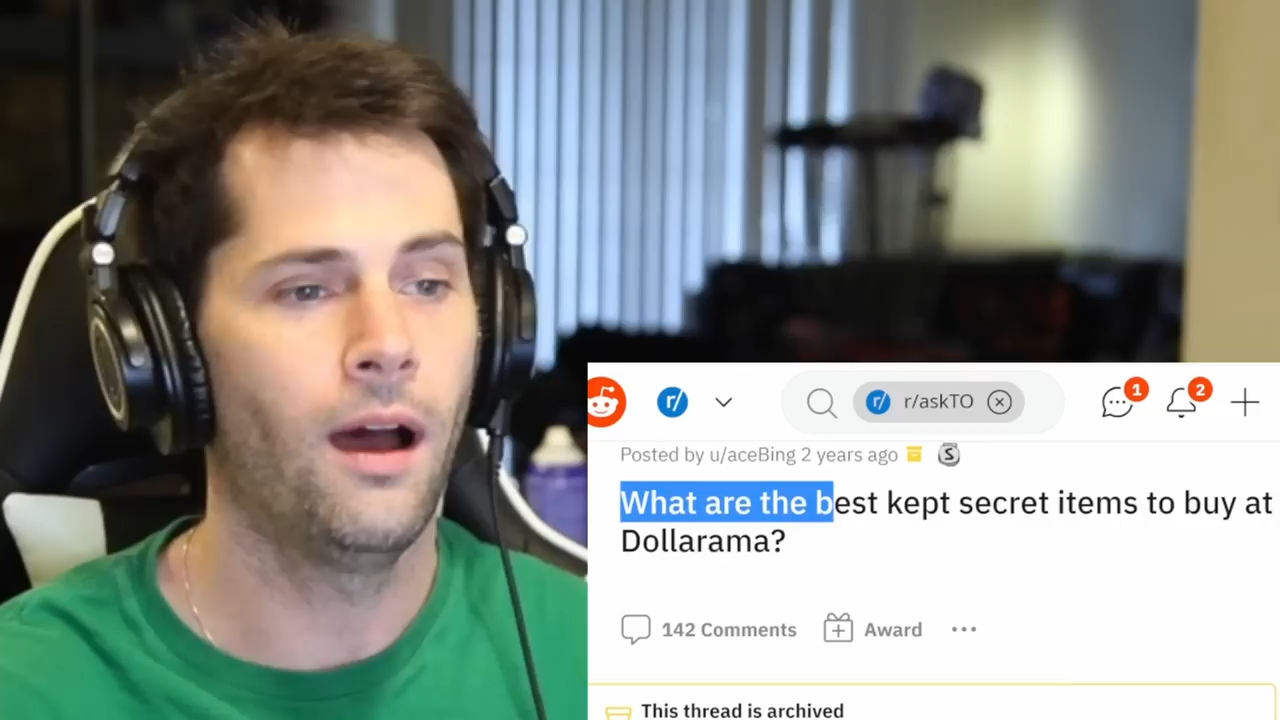 r/ r/askTO 1 2
Posted by u/aceBing 2 years ago S
What are the best kept secret items to buy at
Dollarama?
142 Comments Award
This thread is archived